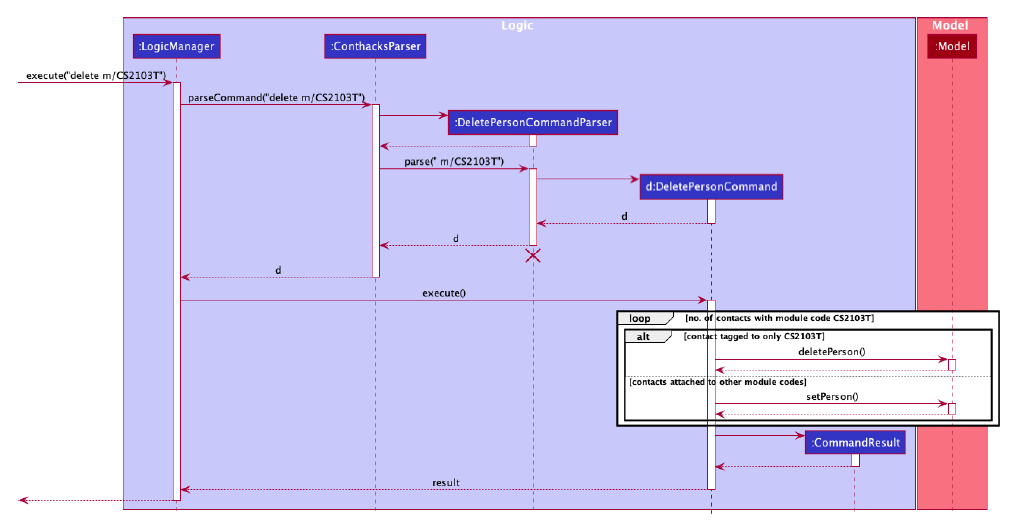 Logic
Model
:LogicManager
:ConthacksParser
:Model
execute("delete m/CS2103T")
parseCommand("delete m/CS2103T")
:DeletePersonCommandParser
parse(" m/CS2103T")
d:DeletePersonCommand
d
d
d
execute()
loop [no. of contacts with module code CS2103T]
alt [contact tagged to only CS2103T]
deletePerson()
[contacts attached to other module codes]
setPerson()
:CommandResult
result